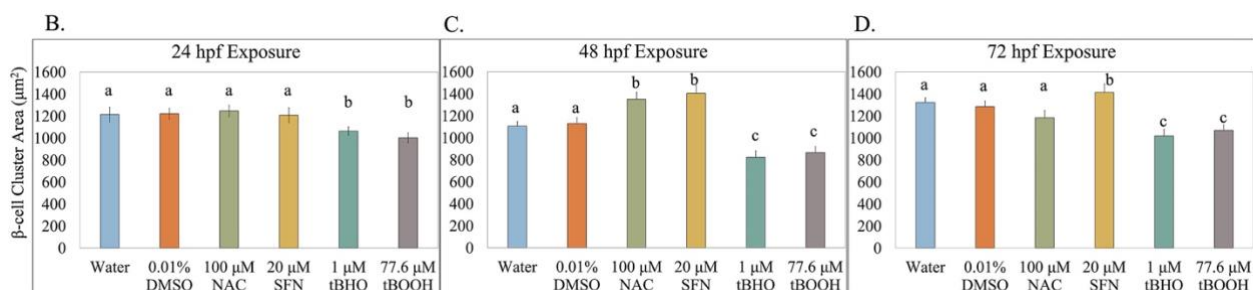 B.
24 hpf Exposure
β-cell Cluster Area (μm²)
1600
1400
1200
1000
800
600
400
200
0
a a a a b b
Water 0.01% 100 μM 20 μM 1 μM 77.6 μM
DMSO NAC SFN tBHO tBOOH
C.
48 hpf Exposure
1600
1400
1200
1000
800
600
400
200
0
a a b b c c
Water 0.01% 100 μM 20 μM 1 μM 77.6 μM
DMSO NAC SFN tBHO tBOOH
D.
72 hpf Exposure
1600
1400
1200
1000
800
600
400
200
0
a a a b c c
Water 0.01% 100 μM 20 μM 1 μM 77.6 μM
DMSO NAC SFN tBHO tBOOH